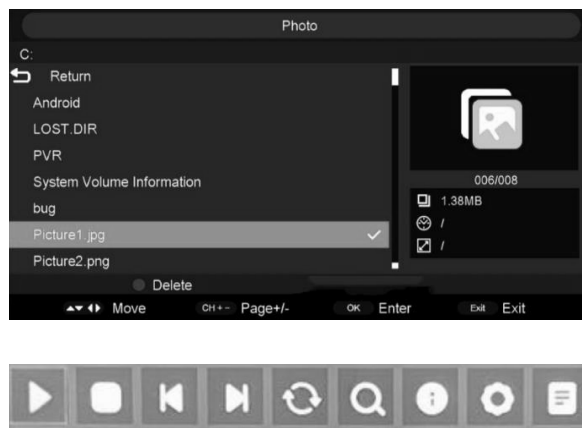 Photo
C:
Return
Android
LOST.DIR
PVR
System Volume Information
bug
Picture1.jpg
Picture2.png
006/008
1.38MB
/
/
Delete
Move CH+- Page+/- OK Enter Exit Exit